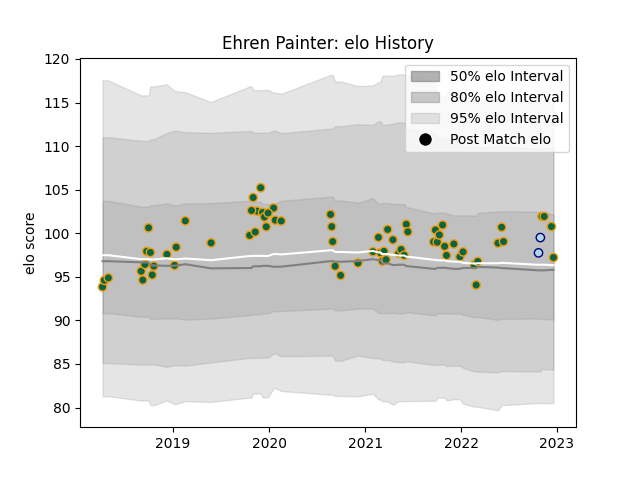 Ehren Painter: elo History
50% elo Interval
80% elo Interval
95% elo Interval
Post Match elo
elo score
120
115
110
105
100
95
90
85
80
2019
2020
2021
2022
2023